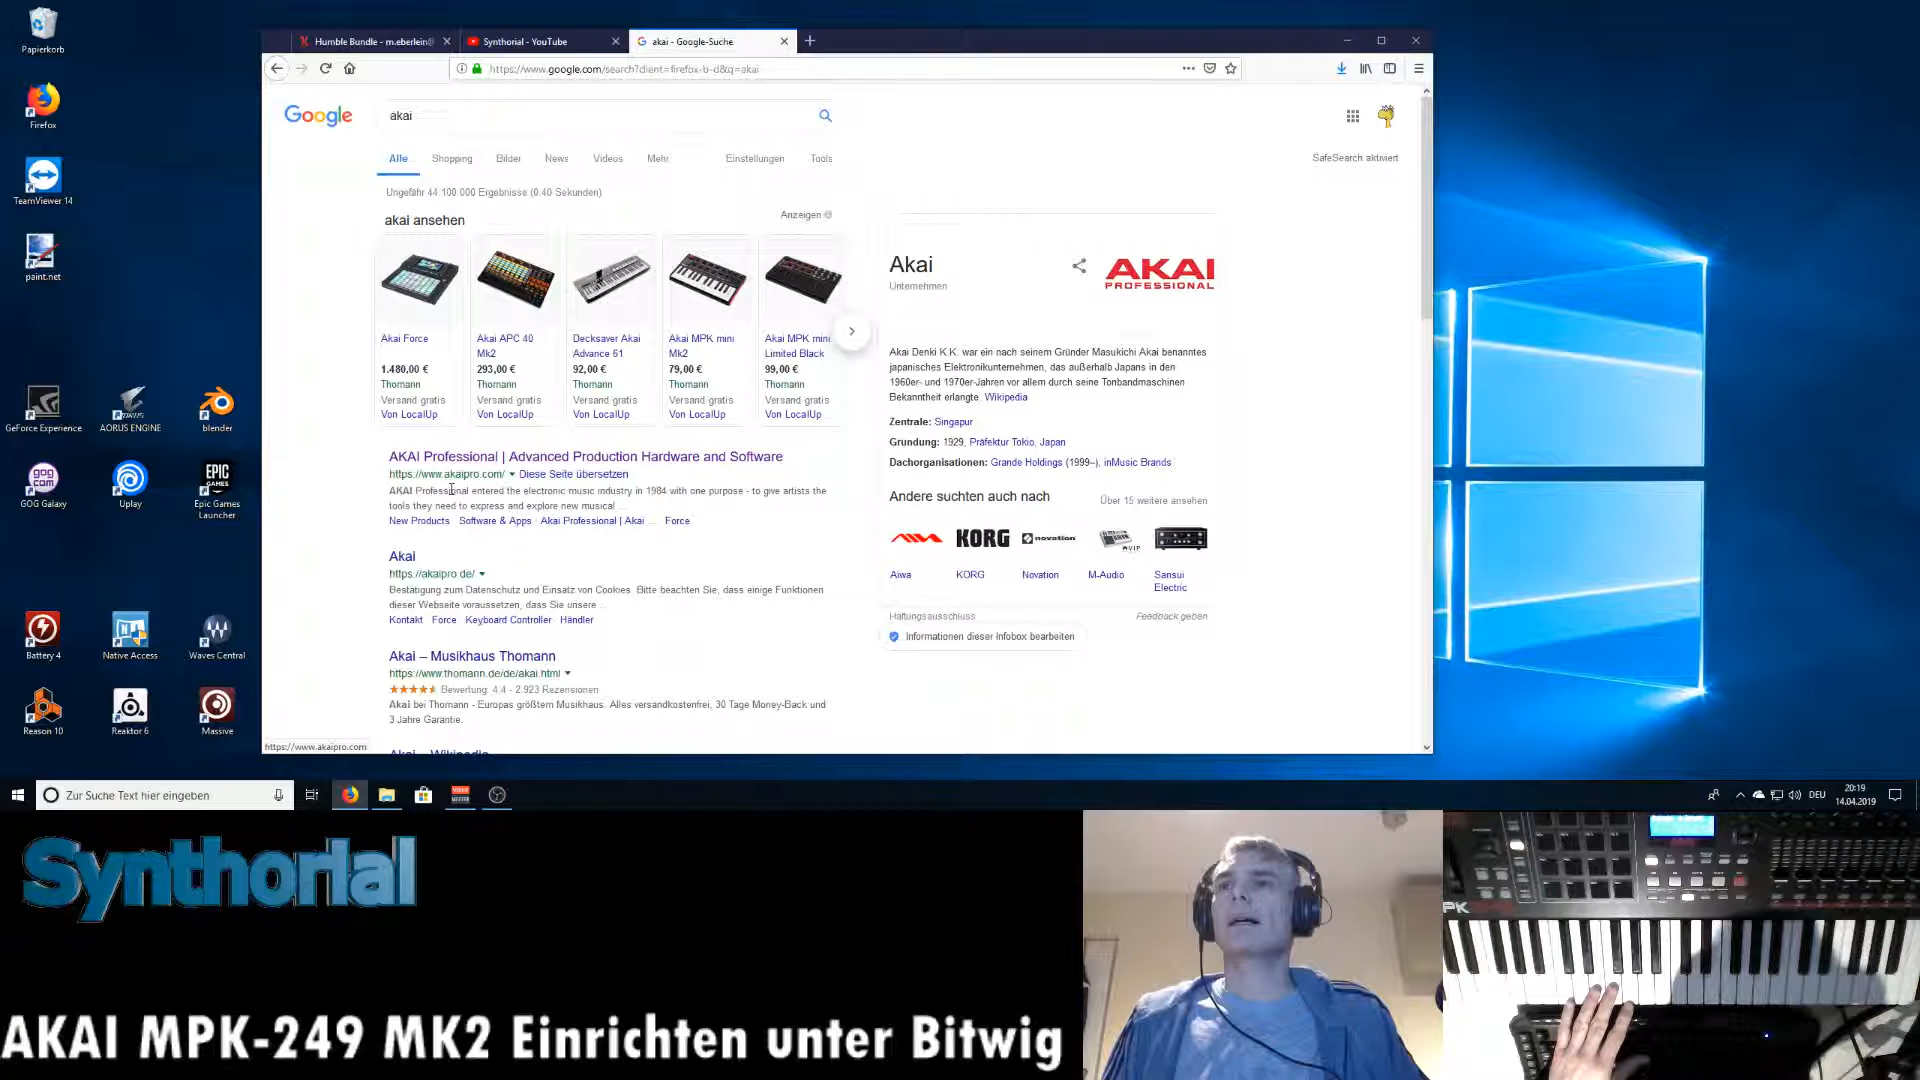 Papierkorb
Firefox
TeamViewer 14
paint.net
GeForce Experience
AORUS ENGINE
blender
GOG Galaxy
Uplay
Epic Games
Launcher
Battery 4
Native Access
Waves Central
Reason 10
Reaktor 6
Massive
Humble Bundle - m.eberlein@
Synthorial - YouTube
akai - Google-Suche
https://www.google.com/search?client=firefox-b-d&q=akai
Google
akai
Alle
Shopping
Bilder
News
Videos
Mehr
Einstellungen
Tools
SafeSearch aktiviert
Ungefähr 44.100.000 Ergebnisse (0.40 Sekunden)
akai ansehen
Anzeigen
Akai Force
1.480,00 €
Thomann
Versand gratis
Von LocalUp
Akai APC 40
Mk2
293,00 €
Thomann
Versand gratis
Von LocalUp
Decksaver Akai
Advance 61
92,00 €
Thomann
Versand gratis
Von LocalUp
Akai MPK mini
Mk2
79,00 €
Thomann
Versand gratis
Von LocalUp
Akai MPK mini
Limited Black
99,00 €
Thomann
Versand gratis
Von LocalUp
AKAI Professional | Advanced Production Hardware and Software
https://www.akaipro.com/ Diese Seite übersetzen
AKAI Professional entered the electronic music industry in 1984 with one purpose - to give artists the
tools they need to express and explore new musical ...
New Products Software & Apps Akai Professional | Akai ... Force
Akai
https://akaipro.de/
Bestätigung zum Datenschutz und Einsatz von Cookies. Bitte beachten Sie, dass einige Funktionen
dieser Webseite voraussetzen, dass Sie unsere ...
Kontakt Force Keyboard Controller Händler
Akai – Musikhaus Thomann
https://www.thomann.de/de/akai.html
Bewertung: 4,4 - 2.923 Rezensionen
Akai bei Thomann - Europas größtem Musikhaus. Alles versandkostenfrei, 30 Tage Money-Back und
3 Jahre Garantie.
Akai – Wikipedia
https://www.akaipro.com
Akai
Unternehmen
AKAI
PROFESSIONAL
Akai Denki K.K. war ein nach seinem Gründer Masukichi Akai benanntes
japanisches Elektronikunternehmen, das außerhalb Japans in den
1960er- und 1970er-Jahren vor allem durch seine Tonbandmaschinen
Bekanntheit erlangte. Wikipedia
Zentrale: Singapur
Gründung: 1929, Präfektur Tokio, Japan
Dachorganisationen: Grande Holdings (1999–), inMusic Brands
Andere suchten auch nach
Über 15 weitere ansehen
AIWA
KORG
novation
VIP
Aiwa
KORG
Novation
M-Audio
Sansui
Electric
Haftungsausschluss
Feedback geben
Informationen dieser Infobox bearbeiten
Zur Suche Text hier eingeben
DEU
20:19
14.04.2019
Synthorial
AKAI MPK-249 MK2 Einrichten unter Bitwig
PK